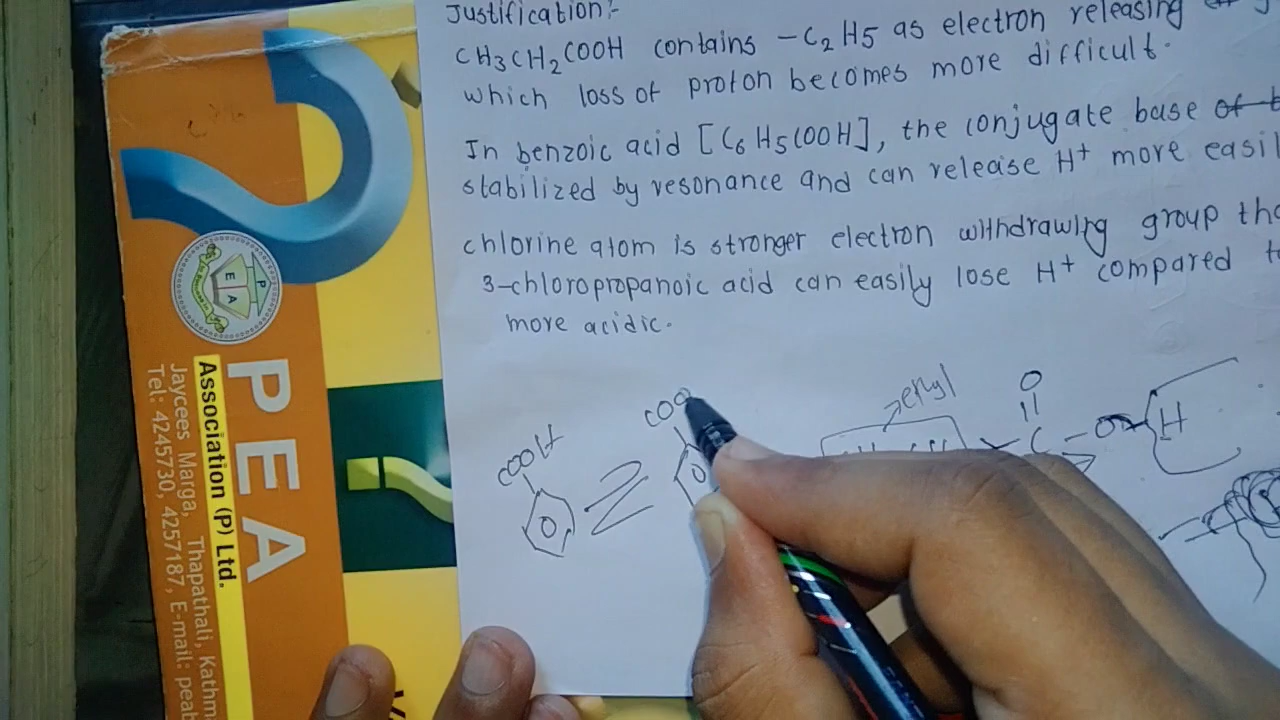 Justification:-
CH3CH2COOH contains -C2H5 as electron releasing
which loss of proton becomes more difficult.
In benzoic acid [C6H5COOH], the conjugate base of
stabilized by resonance and can release H+ more
chlorine atom is stronger electron withdrawing group
3-chloropropanoic acid can easily lose H+ compared
more acidic.
COOH
COO
O
||
C
O
H
PEA
Association (P) Ltd.
Jaycees Marga, Thapathali,
Tel: 4245730, 4257187, E-mail:
P
E
E
A